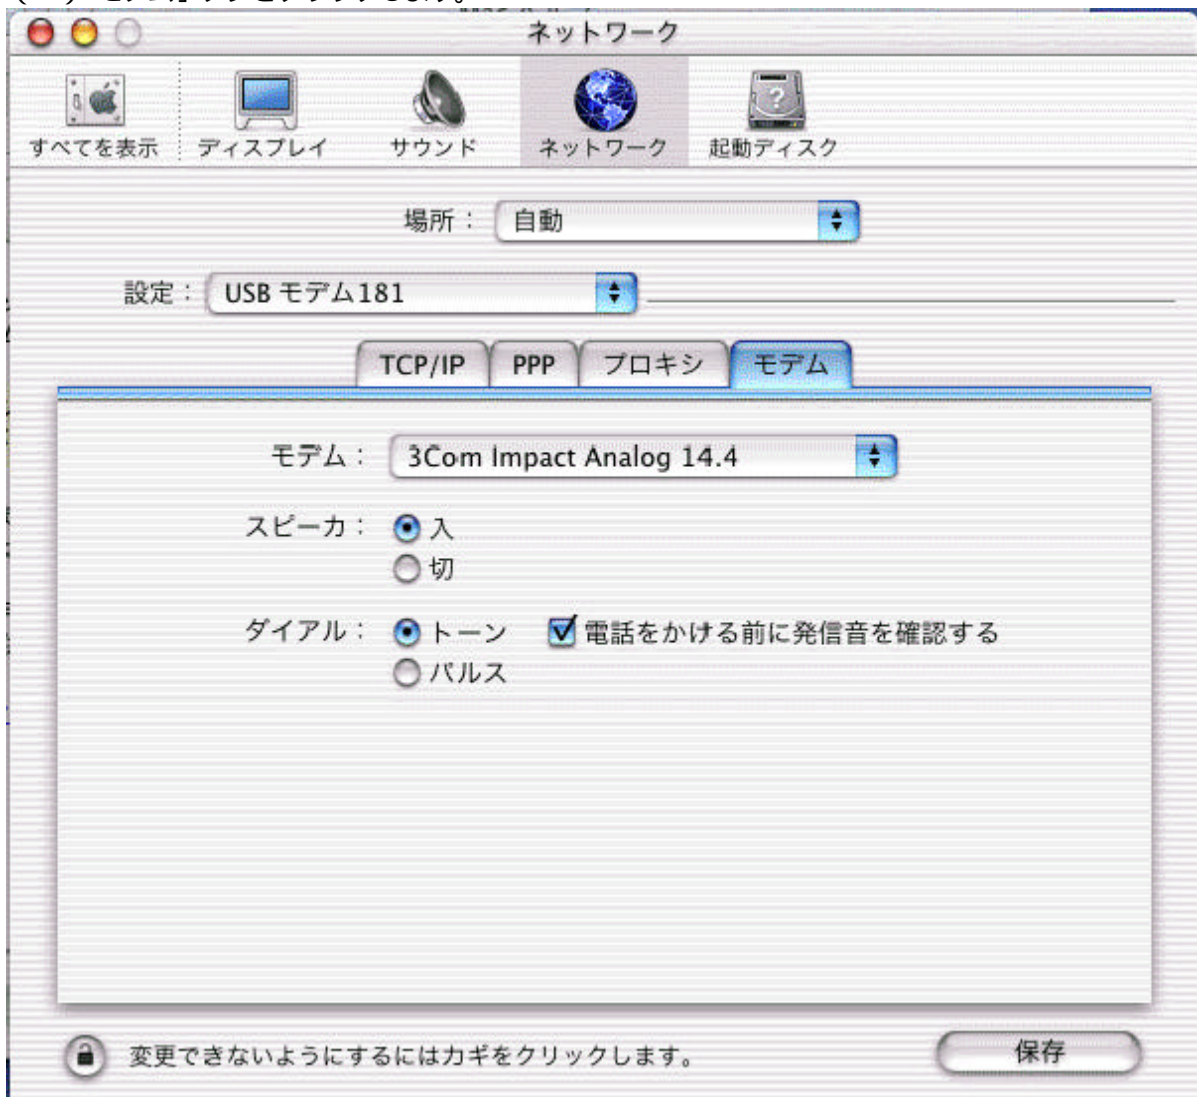 ネットワーク
すべてを表示 ディスプレイ サウンド ネットワーク 起動ディスク
場所： 自動
設定： USB モデム181
TCP/IP PPP プロキシ モデム
モデム： 3Com Impact Analog 14.4
スピーカ： 入
切
ダイアル： トーン 電話をかける前に発信音を確認する
パルス
変更できないようにするにはカギをクリックします。 保存